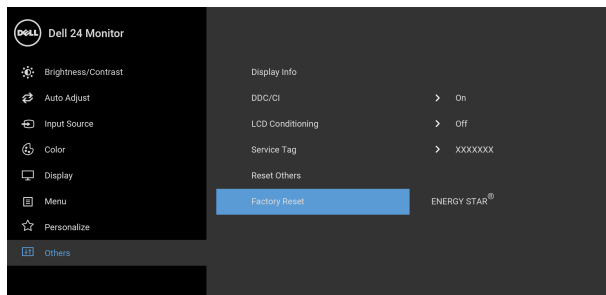 DELL Dell 24 Monitor
Brightness/Contrast
Auto Adjust
Input Source
Color
Display
Menu
Personalize
Others
Display Info
DDC/CI > On
LCD Conditioning > Off
Service Tag > XXXXXXX
Reset Others
Factory Reset ENERGY STAR®